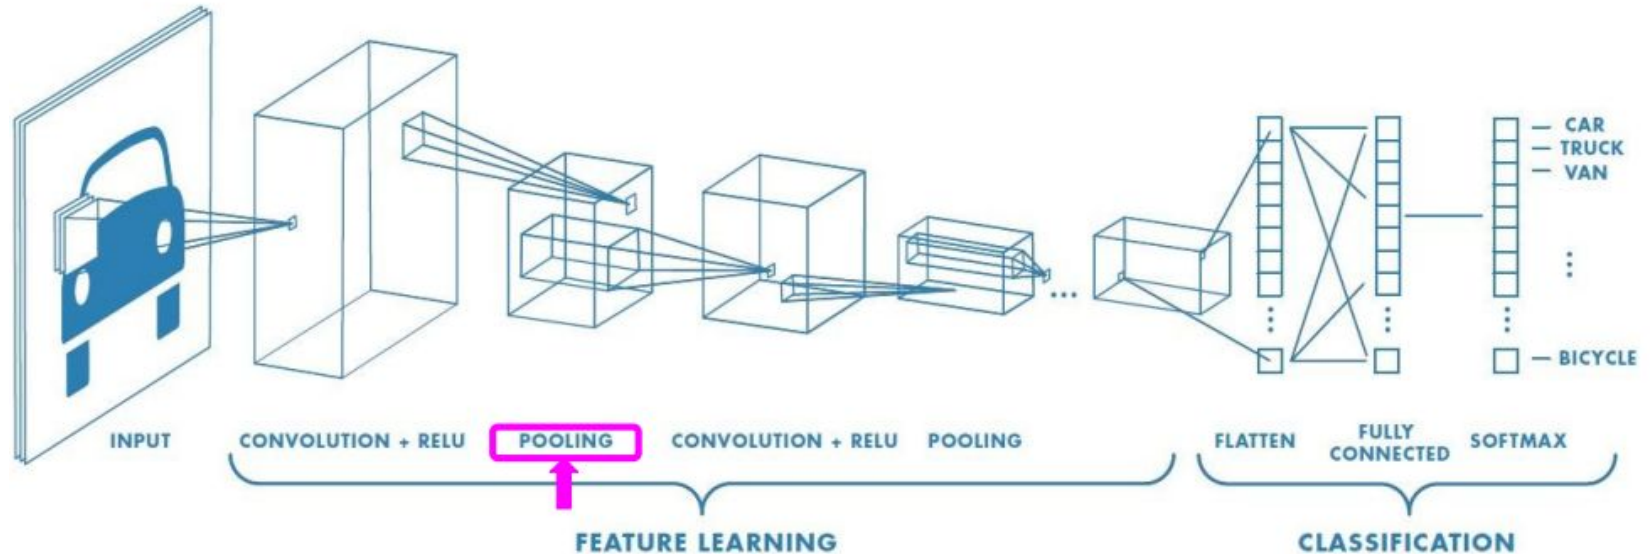 CAR
TRUCK
VAN
BICYCLE
INPUT
CONVOLUTION + RELU
POOLING
CONVOLUTION + RELU
POOLING
FLATTEN
FULLY
CONNECTED
SOFTMAX
FEATURE LEARNING
CLASSIFICATION